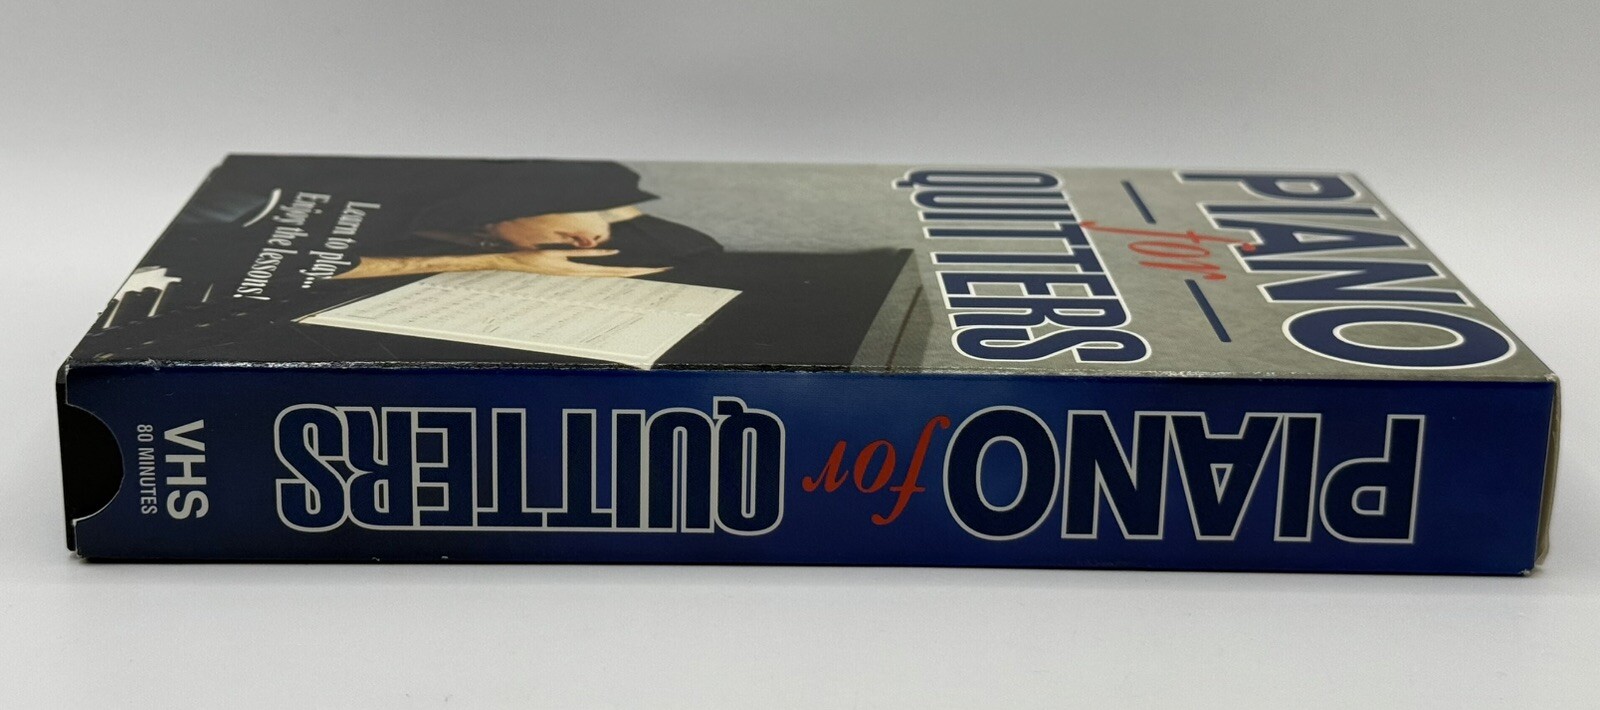 PIANO
for
QUITTERS
Learn to play...
Enjoy the lessons!
PIANO for QUITTERS
VHS
80 MINUTES